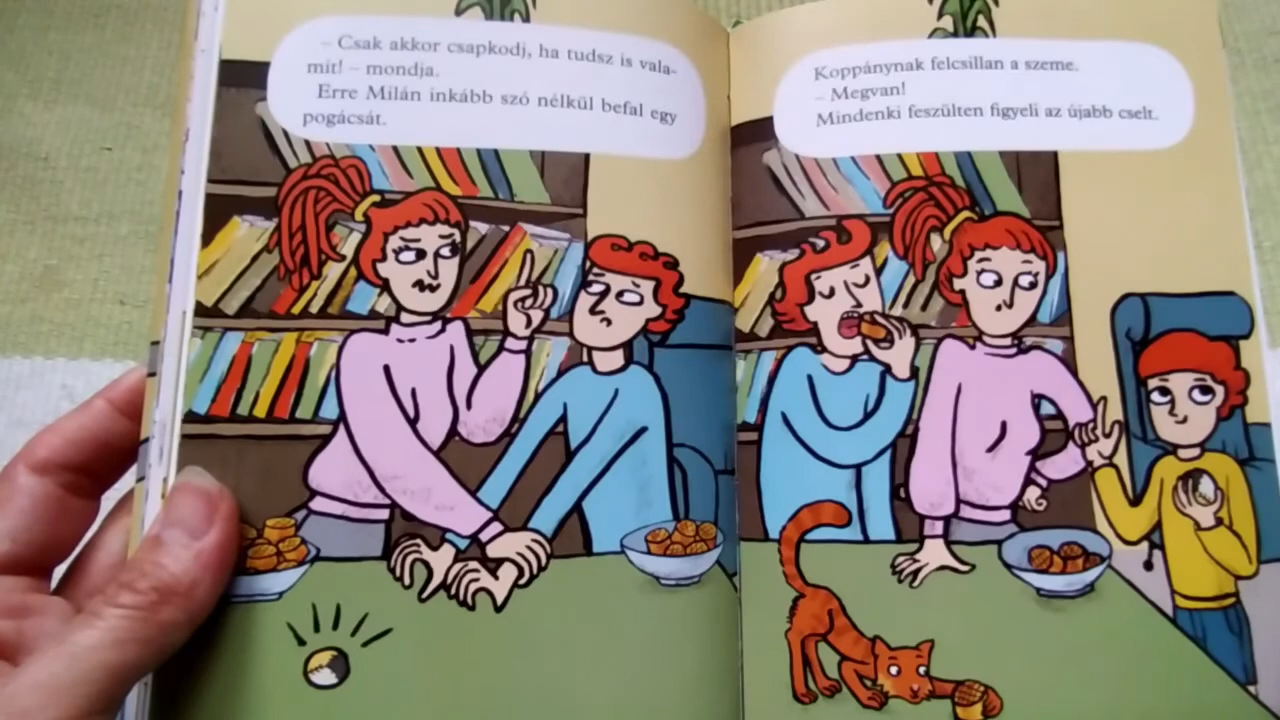 – Csak akkor csapkodj, ha tudsz is vala-
mit! – mondja.
Erre Milán inkább szó nélkül befal egy
pogácsát.
Koppánynak felcsillan a szeme.
– Megvan!
Mindenki feszülten figyeli az újabb cselt.